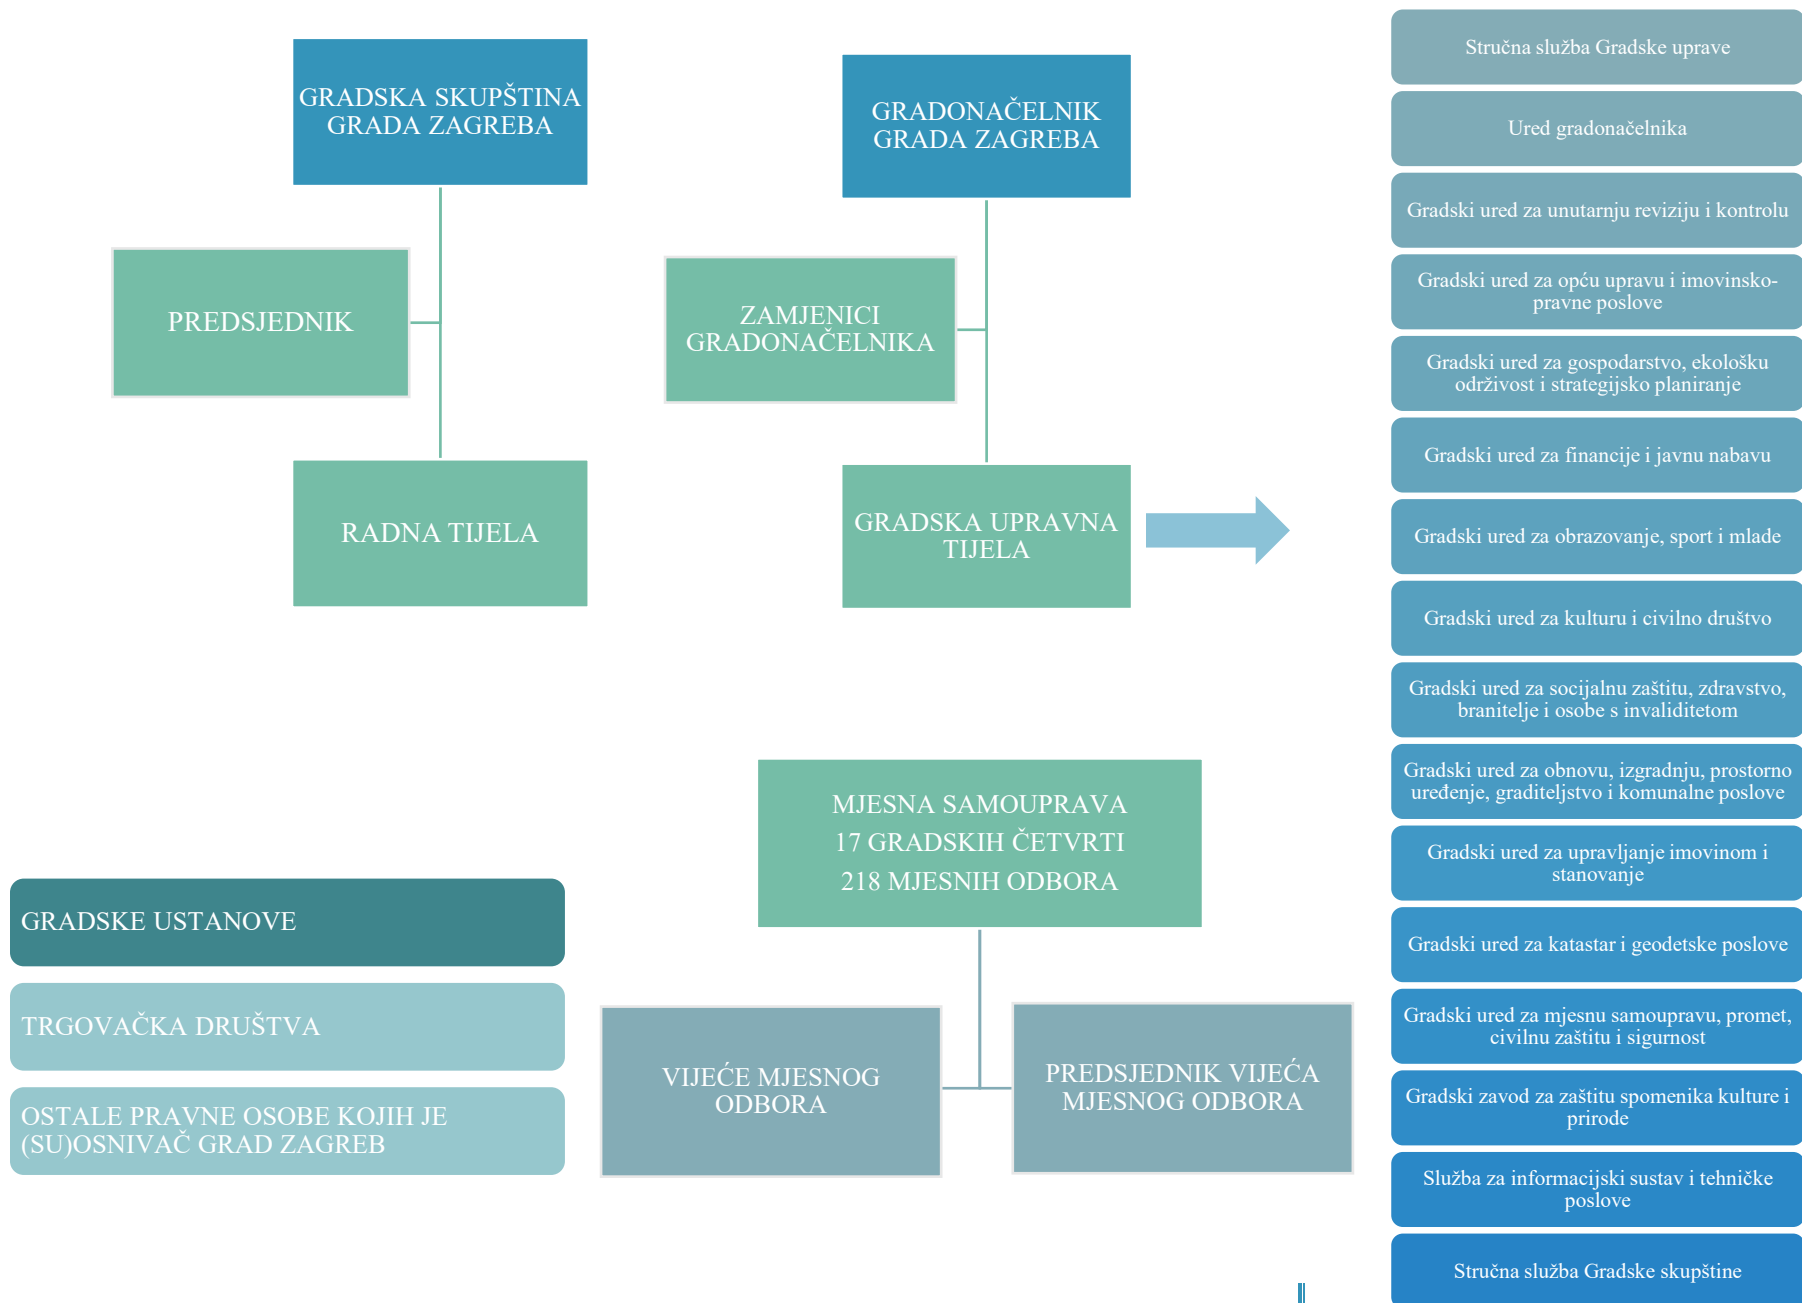 GRADSKA SKUPŠTINA
GRADA ZAGREBA
PREDSJEDNIK
RADNA TIJELA
GRADONAČELNIK
GRADA ZAGREBA
ZAMJENICI
GRADONAČELNIKA
GRADSKA UPRAVNA
TIJELA
Stručna služba Gradske uprave
Ured gradonačelnika
Gradski ured za unutarnju reviziju i kontrolu
Gradski ured za opću upravu i imovinsko-
pravne poslove
Gradski ured za gospodarstvo, ekološku
održivost i strategijsko planiranje
Gradski ured za financije i javnu nabavu
Gradski ured za obrazovanje, sport i mlade
Gradski ured za kulturu i civilno društvo
Gradski ured za socijalnu zaštitu, zdravstvo,
branitelje i osobe s invaliditetom
Gradski ured za obnovu, izgradnju, prostorno
uređenje, graditeljstvo i komunalne poslove
Gradski ured za upravljanje imovinom i
stanovanje
Gradski ured za katastar i geodetske poslove
Gradski ured za mjesnu samoupravu, promet,
civilnu zaštitu i sigurnost
Gradski zavod za zaštitu spomenika kulture i
prirode
Služba za informacijski sustav i tehničke
poslove
Stručna služba Gradske skupštine
MJESNA SAMOUPRAVA
17 GRADSKIH ČETVRTI
218 MJESNIH ODBORA
VIJEĆE MJESNOG
ODBORA
PREDSJEDNIK VIJEĆA
MJESNOG ODBORA
GRADSKE USTANOVE
TRGOVAČKA DRUŠTVA
OSTALE PRAVNE OSOBE KOJIH JE
(SU)OSNIVAČ GRAD ZAGREB